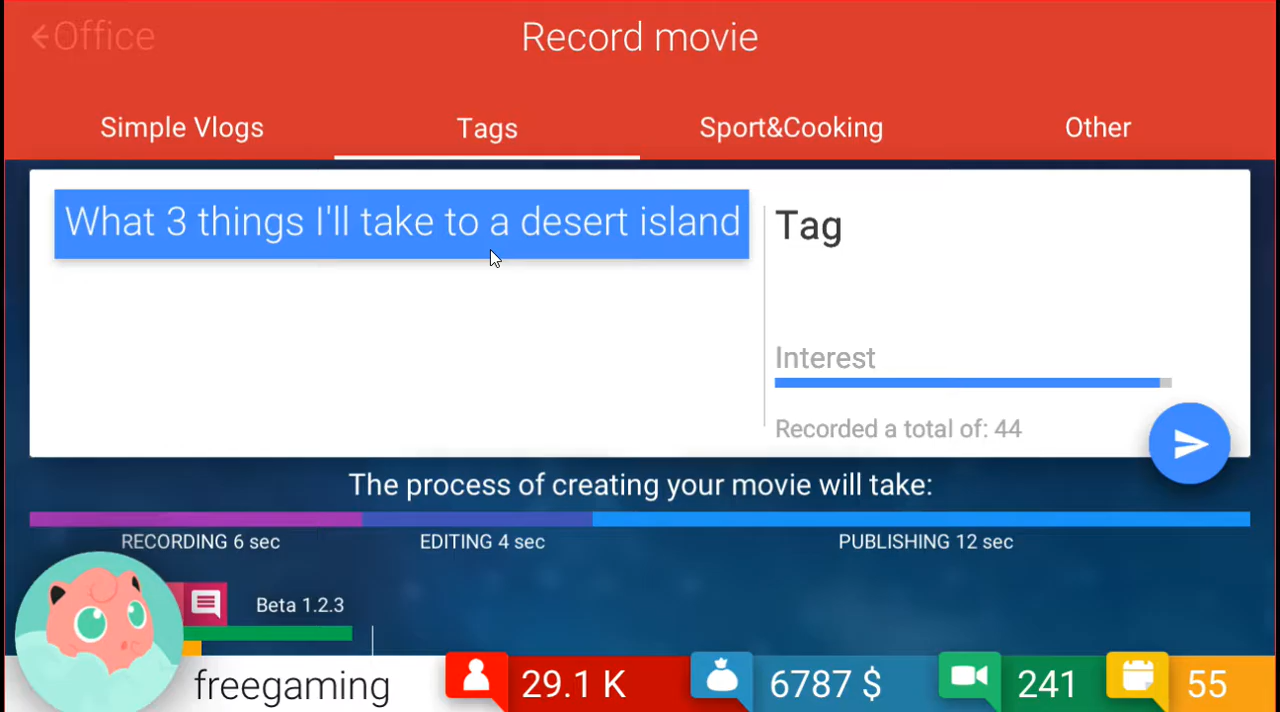 Office
Record movie
Simple Vlogs
Tags
Sport&Cooking
Other
What 3 things I'll take to a desert island
Tag
Interest
Recorded a total of: 44
The process of creating your movie will take:
RECORDING 6 sec
EDITING 4 sec
PUBLISHING 12 sec
Beta 1.2.3
freegaming
29.1 K
6787 $
241
55